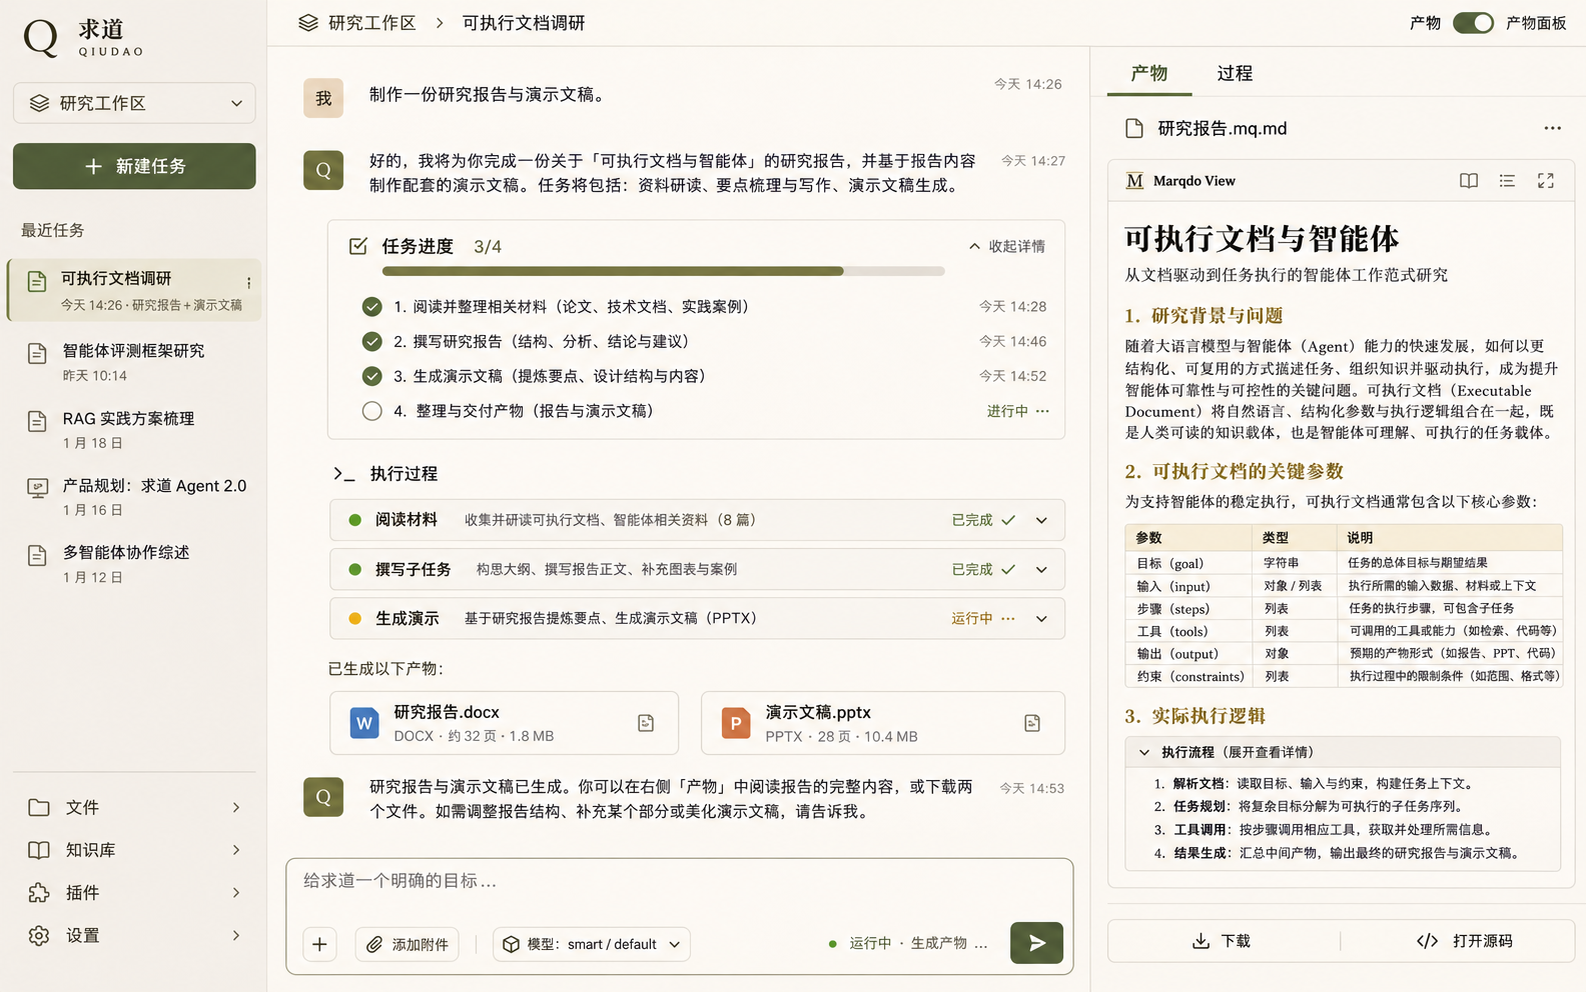 Q 求道
QIUDAO
研究工作区
新建任务
最近任务
可执行文档调研
今天 14:26 · 研究报告+演示文稿
智能体评测框架研究
昨天 10:14
RAG 实践方案梳理
1 月 18 日
产品规划：求道 Agent 2.0
1 月 16 日
多智能体协作综述
1 月 12 日
文件
知识库
插件
设置
研究工作区 > 可执行文档调研
产物 产物面板
我 制作一份研究报告与演示文稿。 今天 14:26
Q 好的，我将为你完成一份关于「可执行文档与智能体」的研究报告，并基于报告内容 今天 14:27
制作配套的演示文稿。任务将包括：资料研读、要点梳理与写作、演示文稿生成。
任务进度 3/4 收起详情
1. 阅读并整理相关材料（论文、技术文档、实践案例） 今天 14:28
2. 撰写研究报告（结构、分析、结论与建议） 今天 14:46
3. 生成演示文稿（提炼要点、设计结构与内容） 今天 14:52
4. 整理与交付产物（报告与演示文稿） 进行中 ···
>_ 执行过程
阅读材料 收集并研读可执行文档、智能体相关资料（8 篇） 已完成
撰写子任务 构思大纲、撰写报告正文、补充图表与案例 已完成
生成演示 基于研究报告提炼要点、生成演示文稿（PPTX） 运行中 ···
已生成以下产物：
W 研究报告.docx
DOCX · 约 32 页 · 1.8 MB
P 演示文稿.pptx
PPTX · 28 页 · 10.4 MB
Q 研究报告与演示文稿已生成。你可以在右侧「产物」中阅读报告的完整内容，或下载两 今天 14:53
个文件。如需调整报告结构、补充某个部分或美化演示文稿，请告诉我。
给求道一个明确的目标...
+ 添加附件 模型：smart / default 运行中 · 生成产物 ...
产物 过程
研究报告.mq.md ···
M Marqdo View
可执行文档与智能体
从文档驱动到任务执行的智能体工作范式研究
1. 研究背景与问题
随着大语言模型与智能体（Agent）能力的快速发展，如何以更
结构化、可复用的方式描述任务、组织知识并驱动执行，成为提升
智能体可靠性与可控性的关键问题。可执行文档（Executable
Document）将自然语言、结构化参数与执行逻辑组合在一起，既
是人类可读的知识载体，也是智能体可理解、可执行的任务载体。
2. 可执行文档的关键参数
为支持智能体的稳定执行，可执行文档通常包含以下核心参数：
参数 类型 说明
目标（goal） 字符串 任务的总体目标与期望结果
输入（input） 对象 / 列表 执行所需的输入数据、材料或上下文
步骤（steps） 列表 任务的执行步骤，可包含子任务
工具（tools） 列表 可调用的工具或能力（如检索、代码等）
输出（output） 对象 预期的产物形式（如报告、PPT、代码）
约束（constraints） 列表 执行过程中的限制条件（如范围、格式等）
3. 实际执行逻辑
执行流程（展开查看详情）
1. 解析文档：读取目标、输入与约束，构建任务上下文。
2. 任务规划：将复杂目标分解为可执行的子任务序列。
3. 工具调用：按步骤调用相应工具，获取并处理所需信息。
4. 结果生成：汇总中间产物，输出最终的研究报告与演示文稿。
下载 </> 打开源码